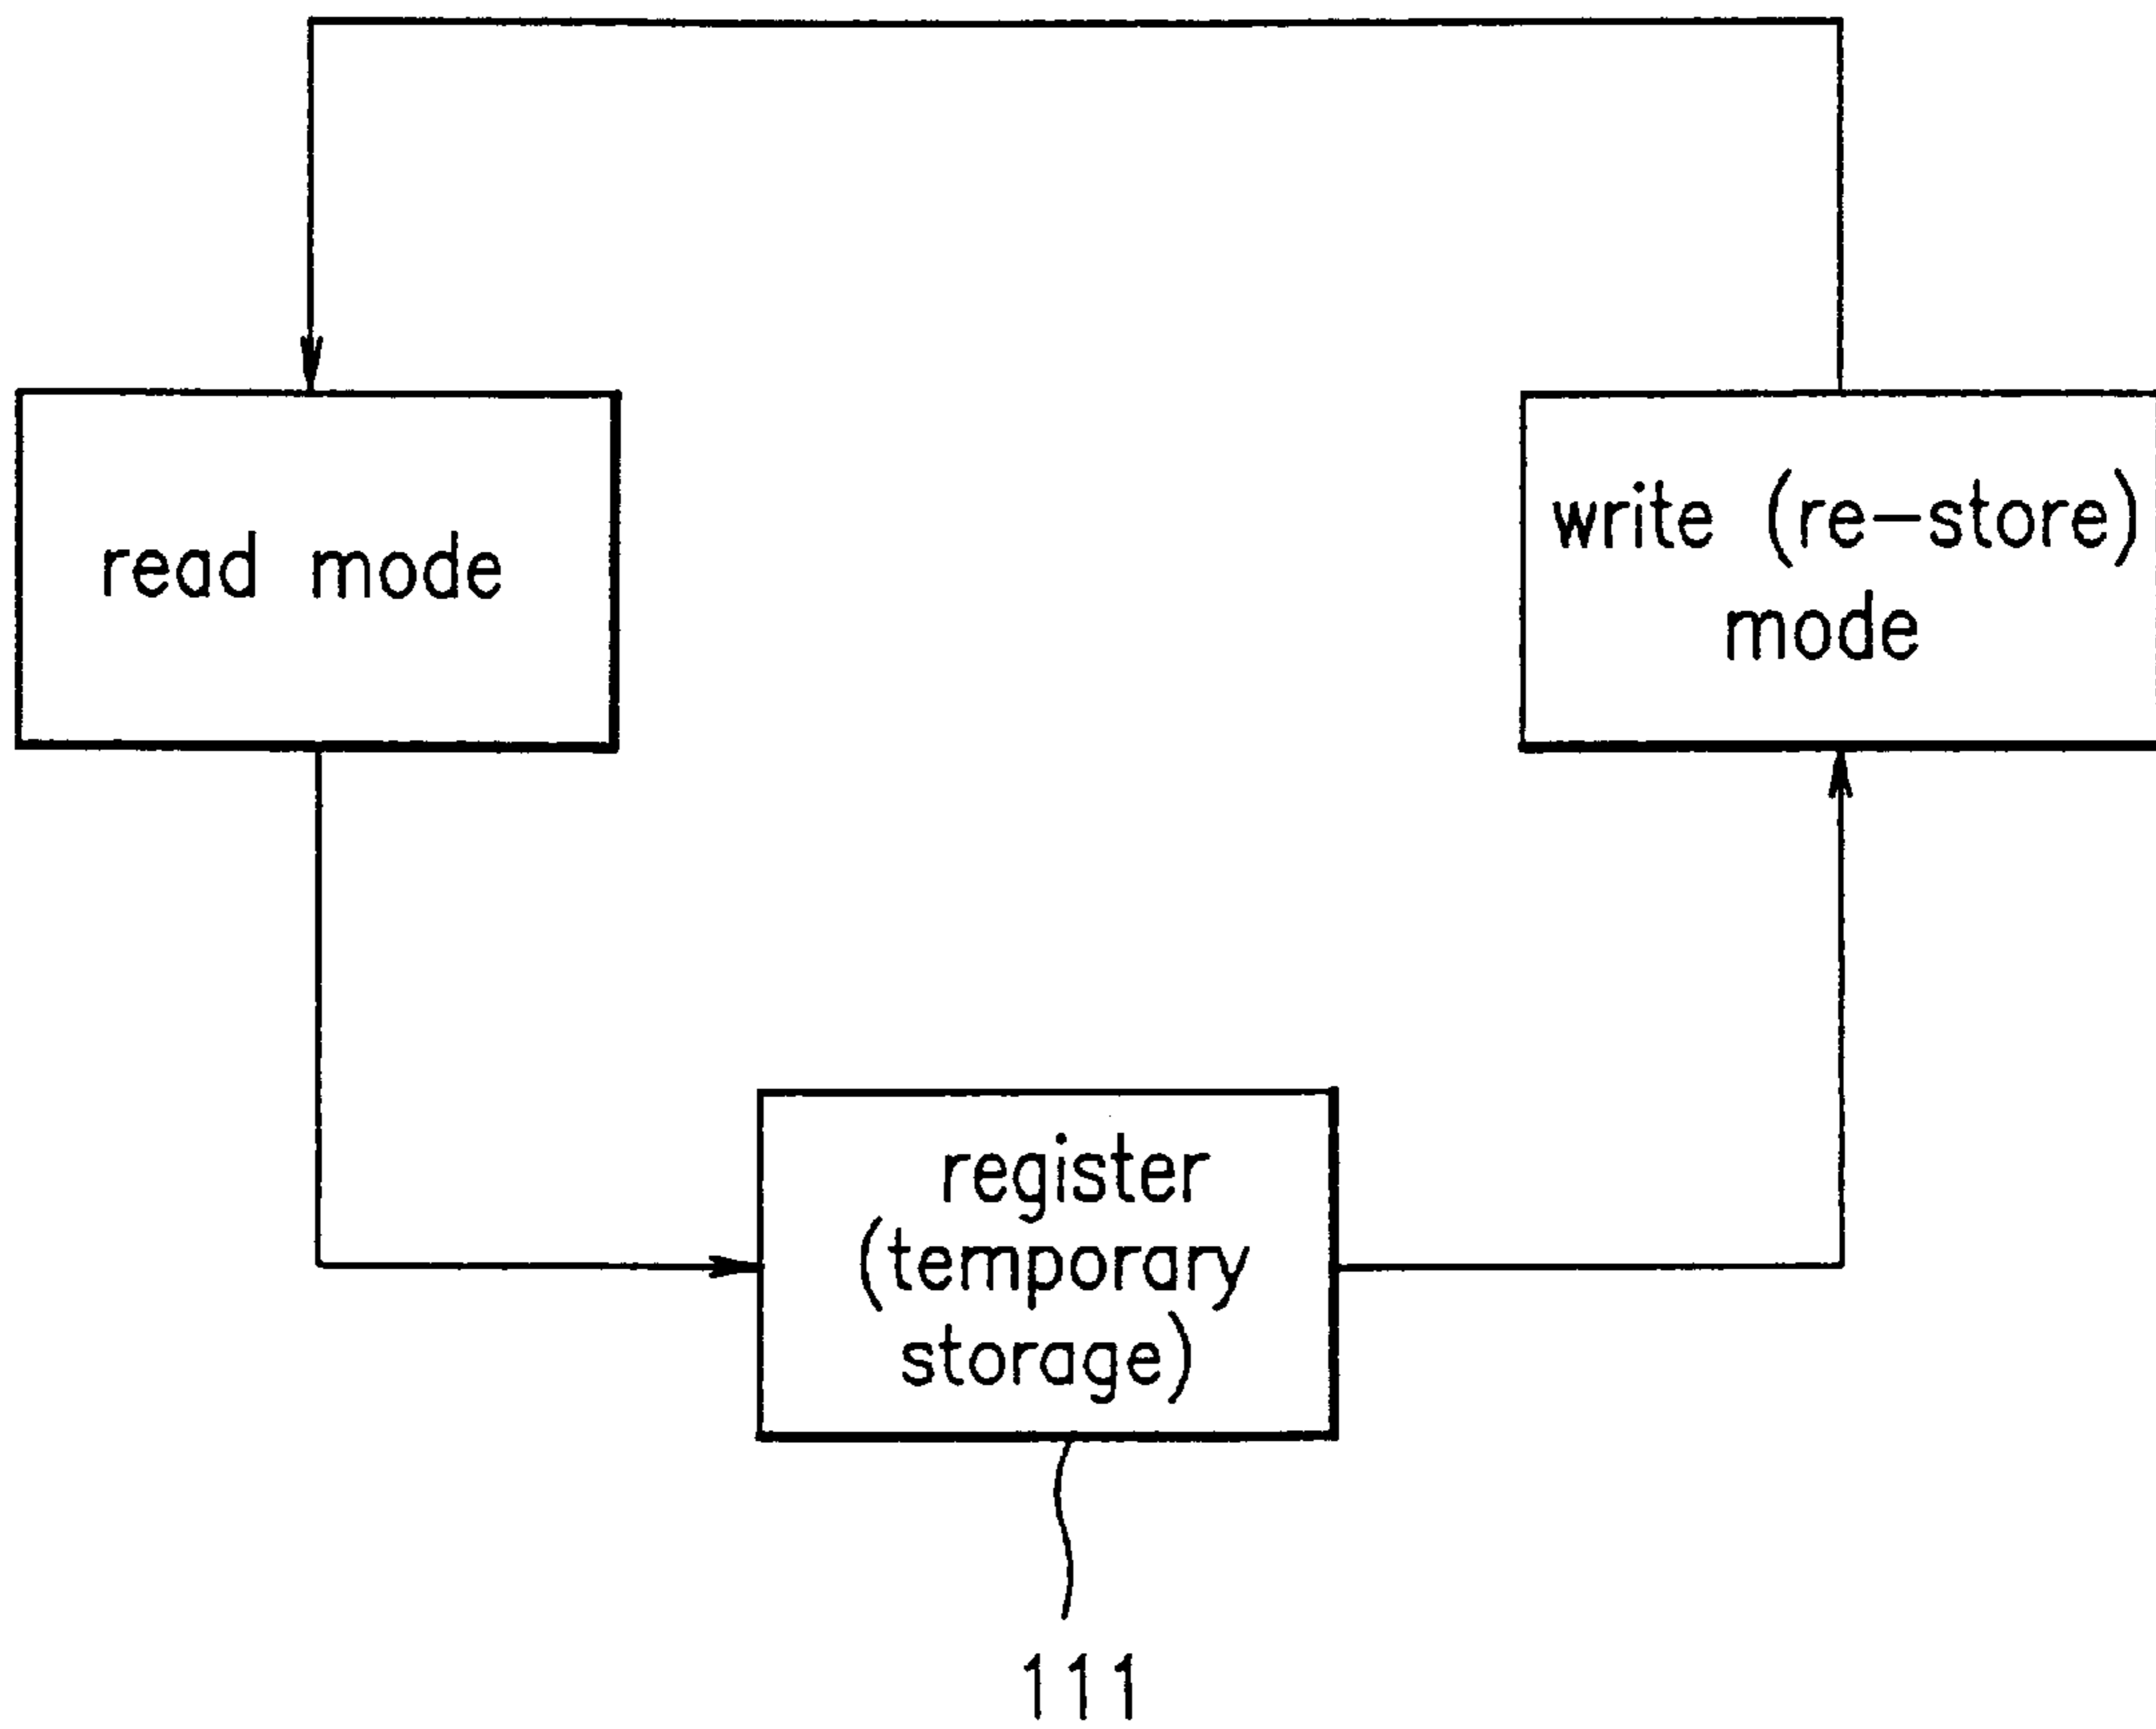 read mode
write (re-store)
mode
register
(temporary
storage)
111